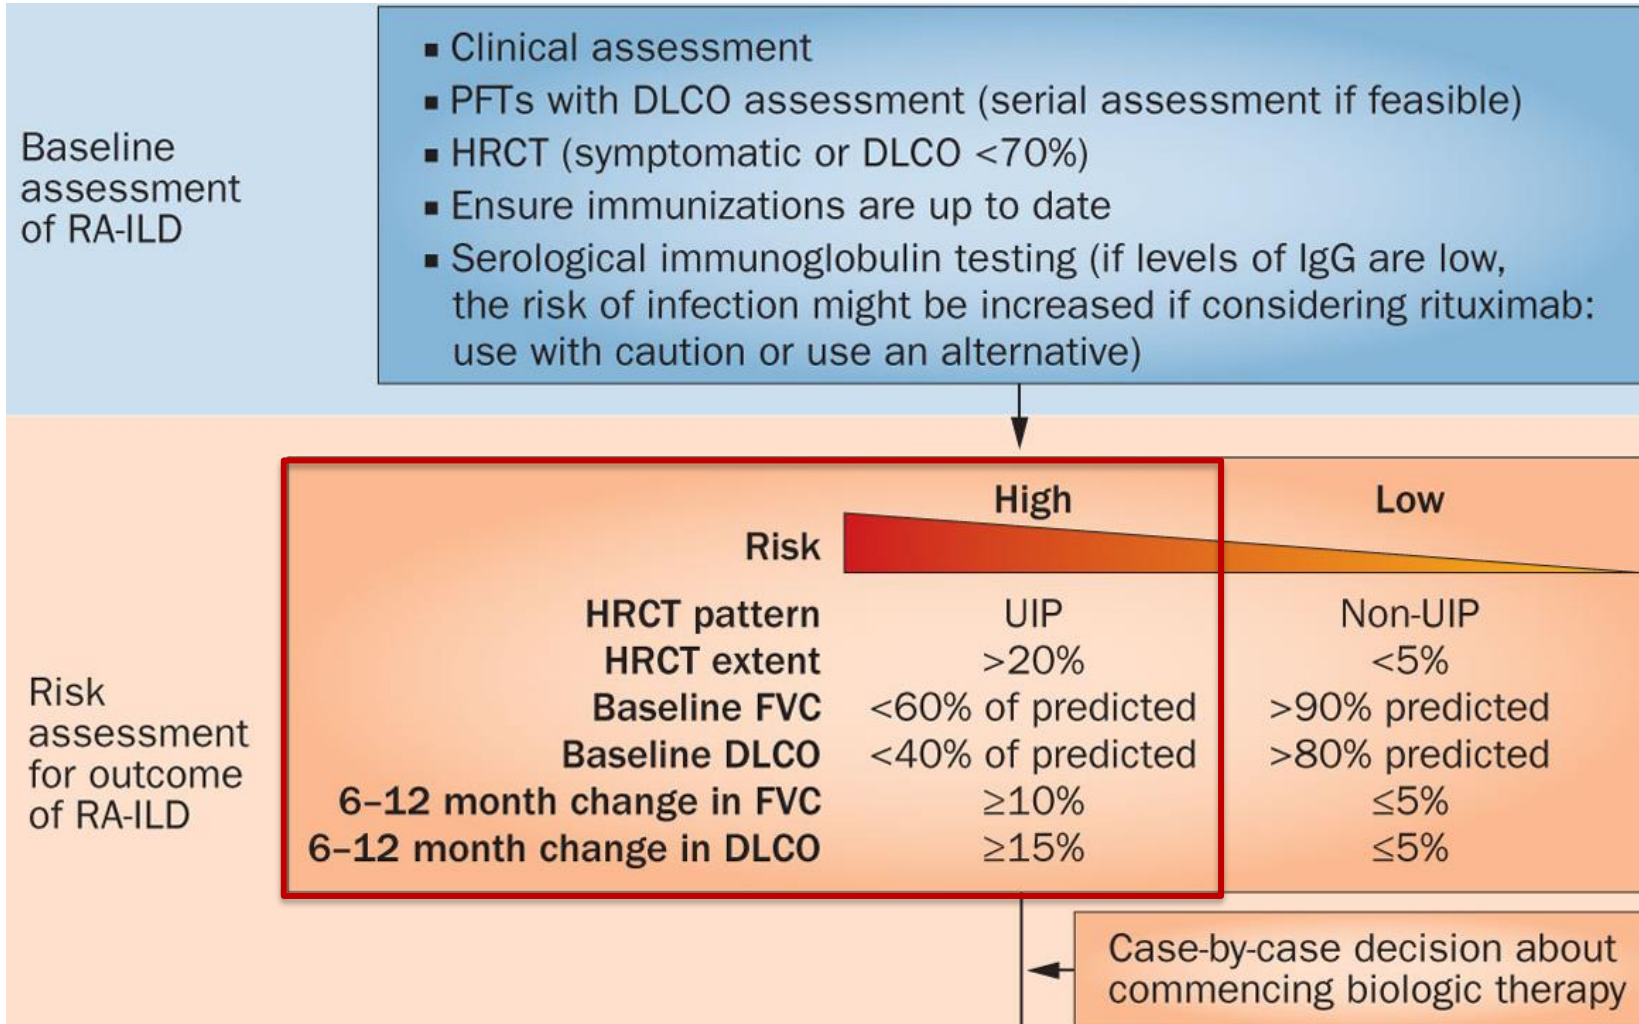 Baseline
assessment
of RA-ILD
▪ Clinical assessment
▪ PFTs with DLCO assessment (serial assessment if feasible)
▪ HRCT (symptomatic or DLCO <70%)
▪ Ensure immunizations are up to date
▪ Serological immunoglobulin testing (if levels of IgG are low,
the risk of infection might be increased if considering rituximab:
use with caution or use an alternative)
Risk
assessment
for outcome
of RA-ILD
High Low
Risk
HRCT pattern UIP Non-UIP
HRCT extent >20% <5%
Baseline FVC <60% of predicted >90% predicted
Baseline DLCO <40% of predicted >80% predicted
6–12 month change in FVC ≥10% ≤5%
6–12 month change in DLCO ≥15% ≤5%
Case-by-case decision about
commencing biologic therapy